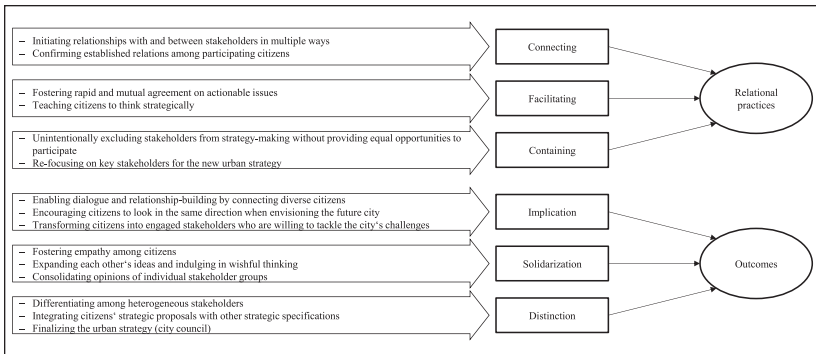 – Initiating relationships with and between stakeholders in multiple ways
– Confirming established relations among participating citizens
Connecting
– Fostering rapid and mutual agreement on actionable issues
– Teaching citizens to think strategically
Facilitating
– Unintentionally excluding stakeholders from strategy-making without providing equal opportunities to
participate
– Re-focusing on key stakeholders for the new urban strategy
Containing
Relational
practices
– Enabling dialogue and relationship-building by connecting diverse citizens
– Encouraging citizens to look in the same direction when envisioning the future city
– Transforming citizens into engaged stakeholders who are willing to tackle the city‘s challenges
Implication
– Fostering empathy among citizens
– Expanding each other‘s ideas and indulging in wishful thinking
– Consolidating opinions of individual stakeholder groups
Solidarization
– Differentiating among heterogeneous stakeholders
– Integrating citizens‘ strategic proposals with other strategic specifications
– Finalizing the urban strategy (city council)
Distinction
Outcomes